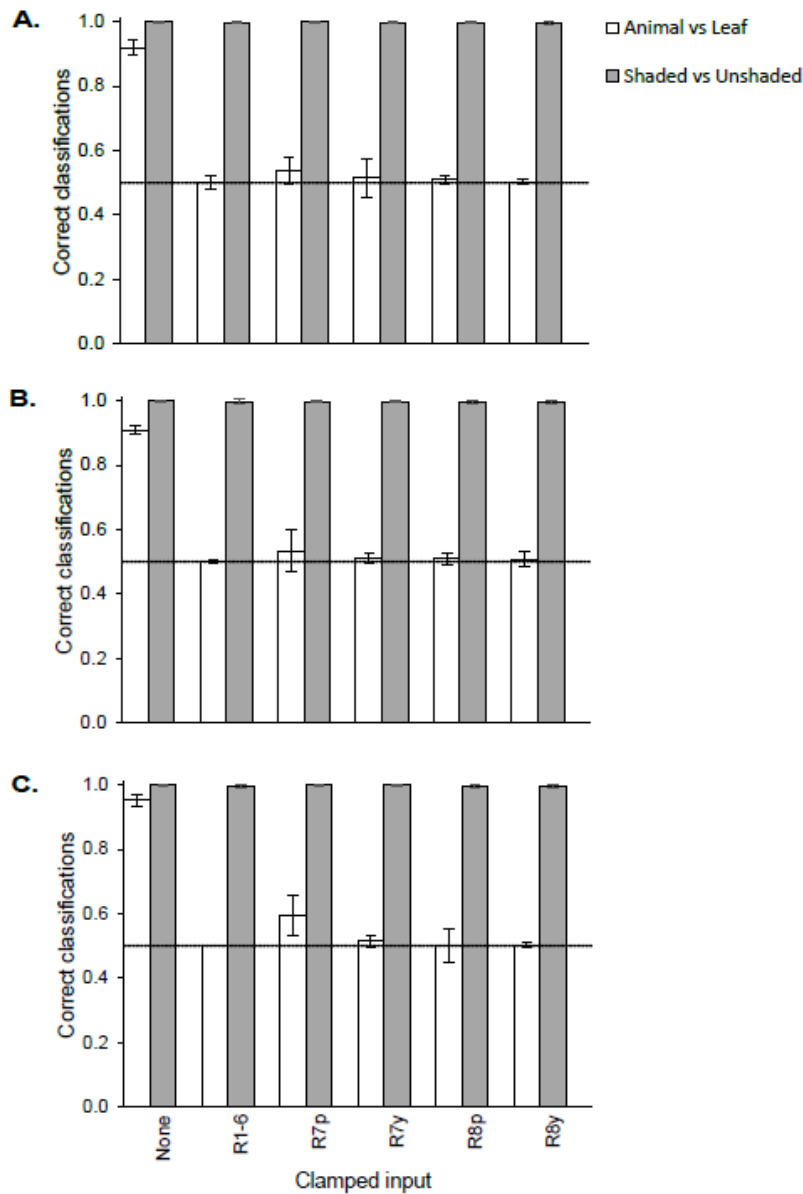 A.
Animal vs Leaf
Shaded vs Unshaded
Correct classifications
1.0
0.8
0.6
0.4
0.2
0.0
B.
Correct classifications
1.0
0.8
0.6
0.4
0.2
0.0
C.
Correct classifications
1.0
0.8
0.6
0.4
0.2
0.0
None
R1-6
R7p
R7y
R8p
R8y
Clamped input